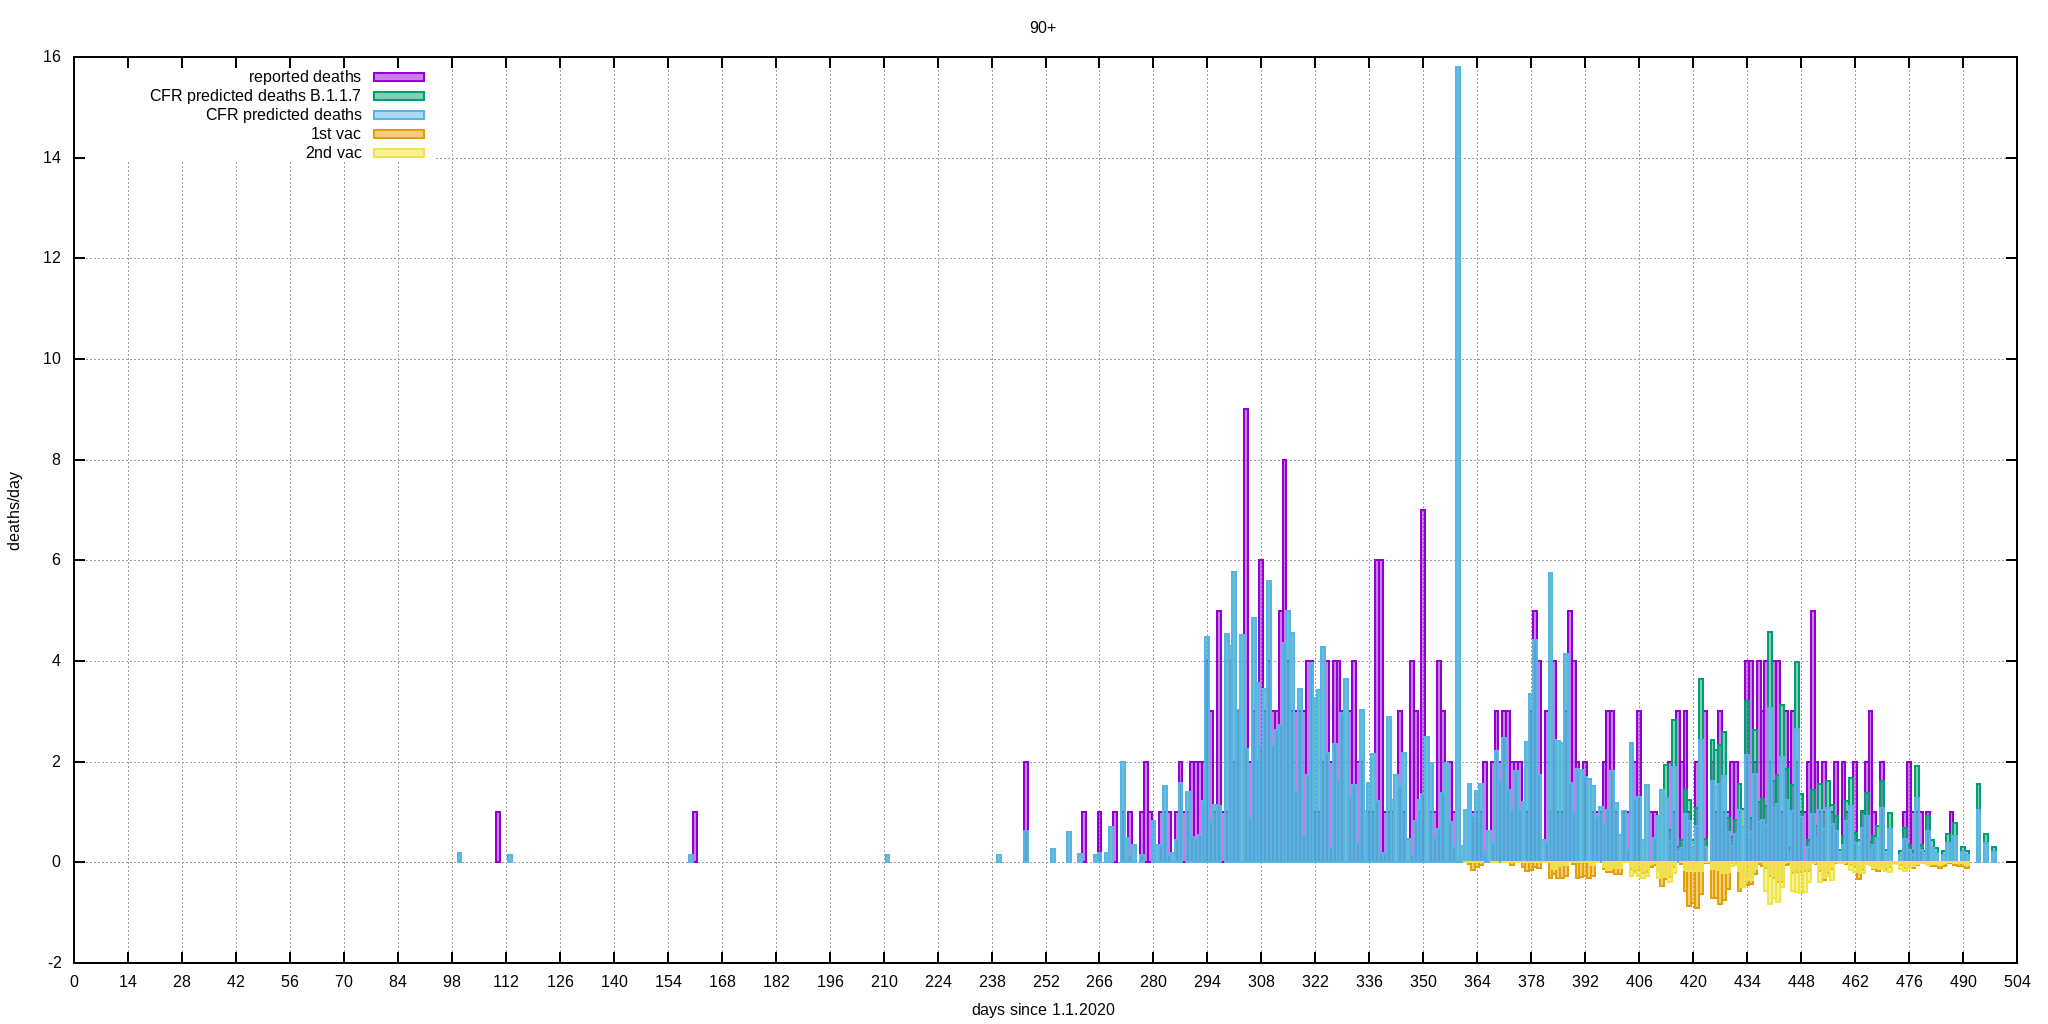 90+
reported deaths
CFR predicted deaths B.1.1.7
CFR predicted deaths
1st vac
2nd vac
16
14
12
10
8
6
4
2
0
-2
deaths/day
0 14 28 42 56 70 84 98 112 126 140 154 168 182 196 210 224 238 252 266 280 294 308 322 336 350 364 378 392 406 420 434 448 462 476 490 504
days since 1.1.2020